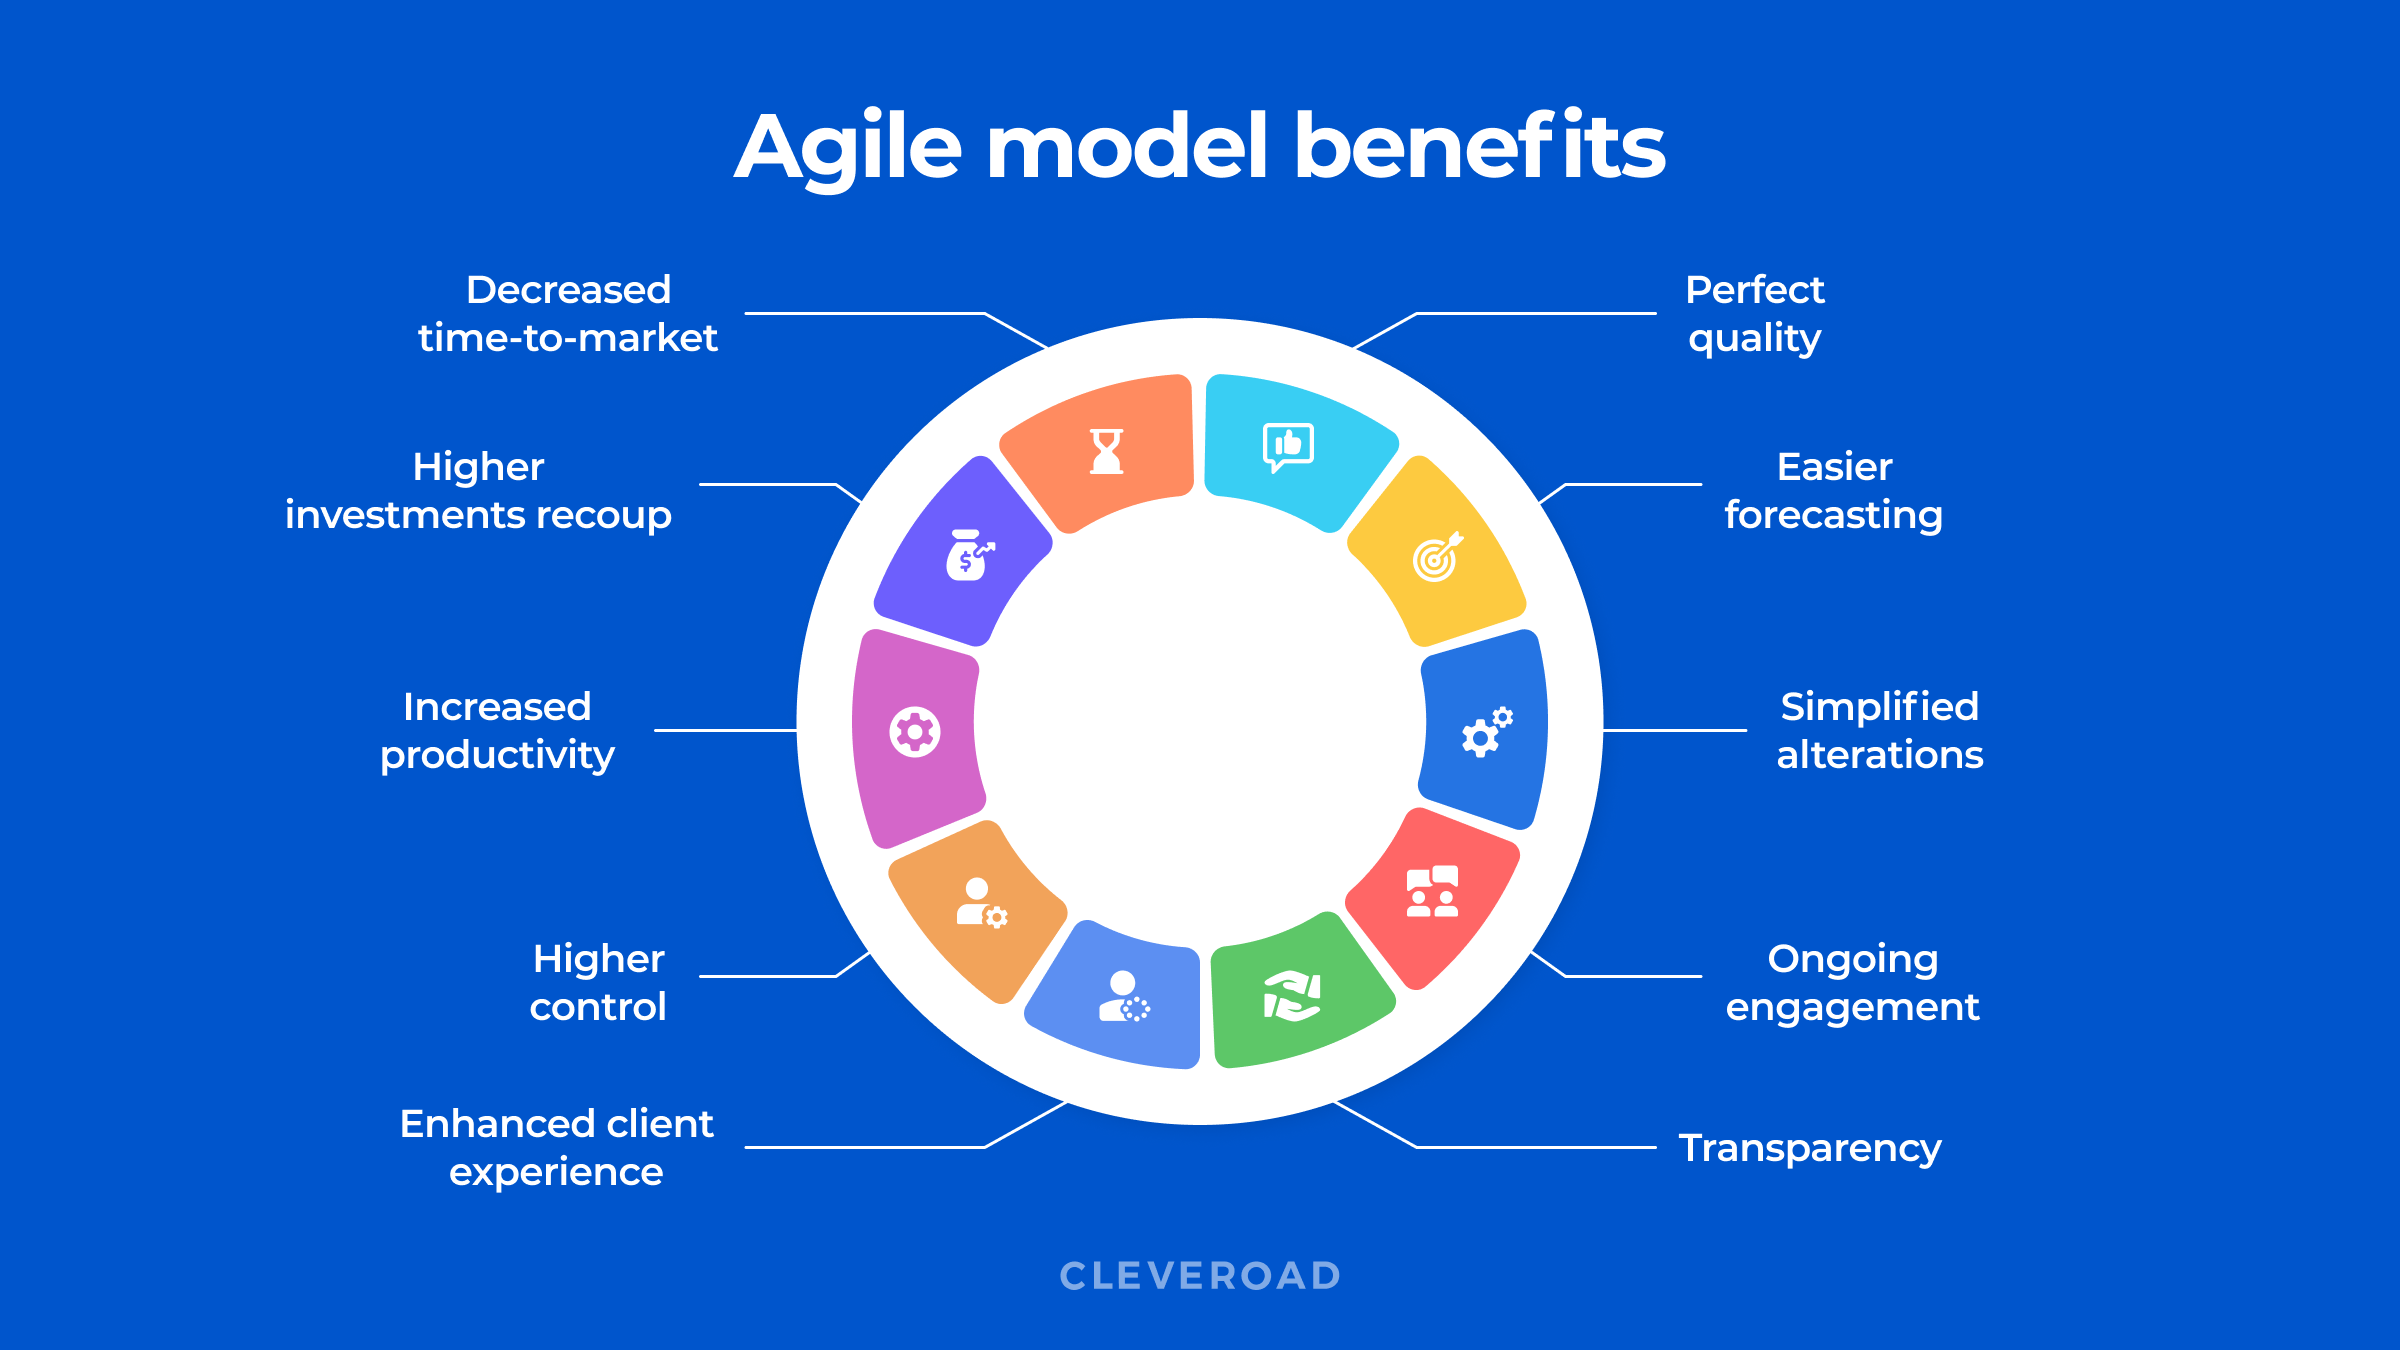 Agile model benefits
Decreased
time-to-market
Higher
investments recoup
Increased
productivity
Higher
control
Enhanced client
experience
Perfect
quality
Easier
forecasting
Simplified
alterations
Ongoing
engagement
Transparency
$
CLEVEROAD